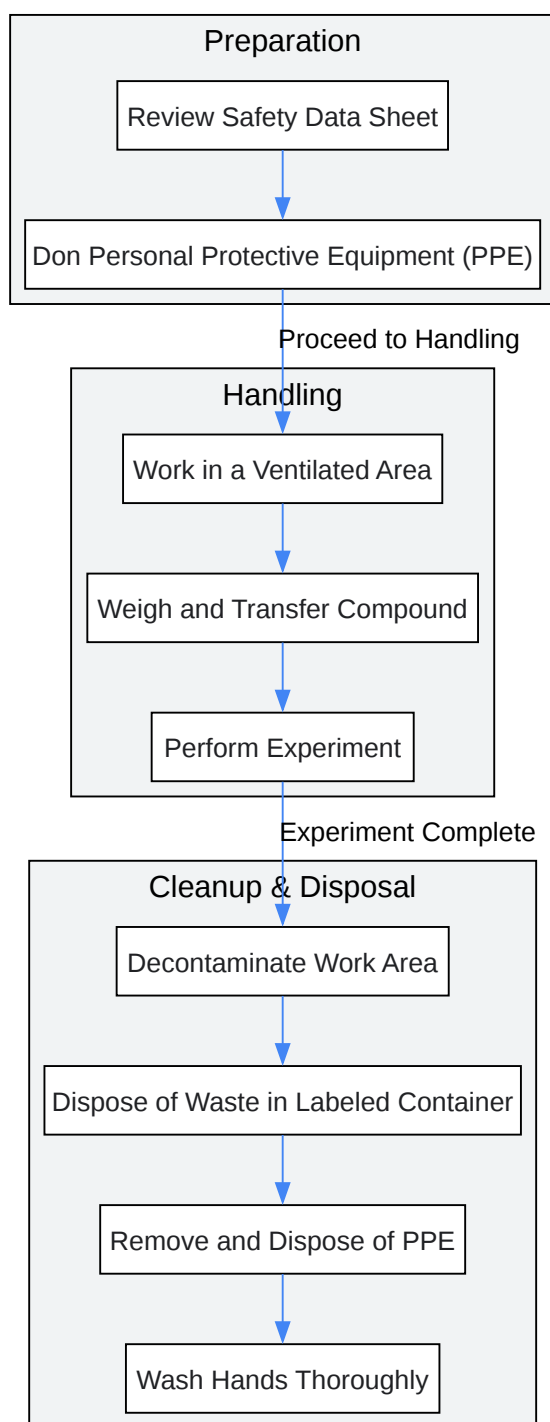 Preparation
Review Safety Data Sheet
Don Personal Protective Equipment (PPE)
Proceed to Handling
Handling
Work in a Ventilated Area
Weigh and Transfer Compound
Perform Experiment
Experiment Complete
Cleanup & Disposal
Decontaminate Work Area
Dispose of Waste in Labeled Container
Remove and Dispose of PPE
Wash Hands Thoroughly